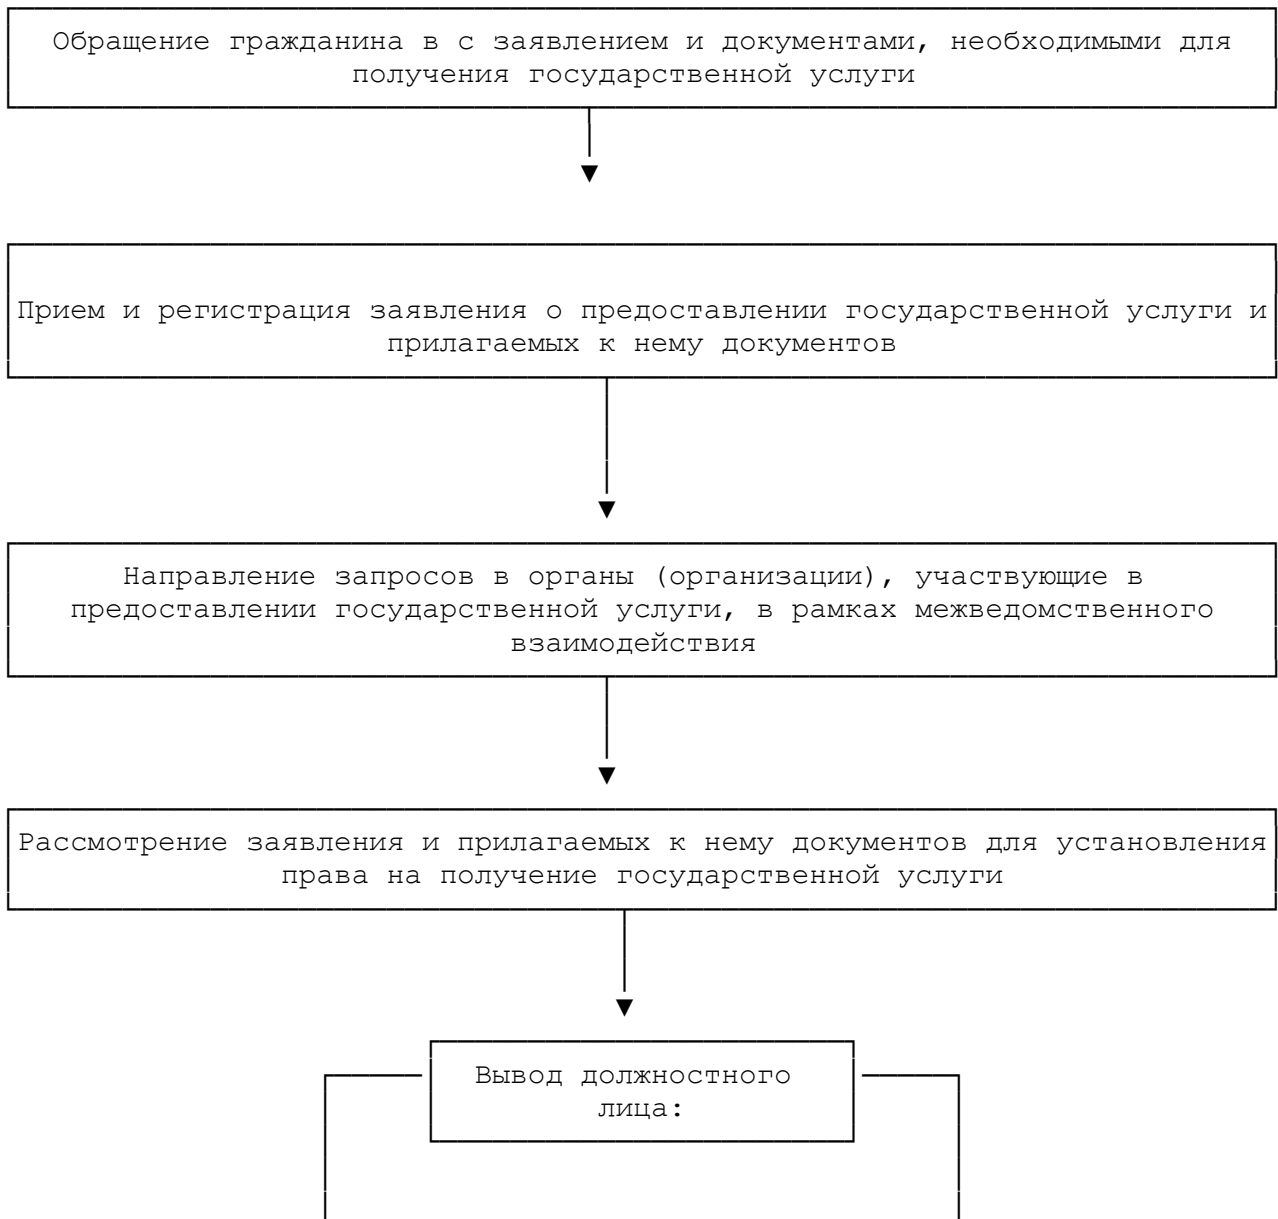 Обращение гражданина в с заявлением и документами, необходимыми для
получения государственной услуги
Прием и регистрация заявления о предоставлении государственной услуги и
прилагаемых к нему документов
Направление запросов в органы (организации), участвующие в
предоставлении государственной услуги, в рамках межведомственного
взаимодействия
Рассмотрение заявления и прилагаемых к нему документов для установления
права на получение государственной услуги
Вывод должностного
лица: